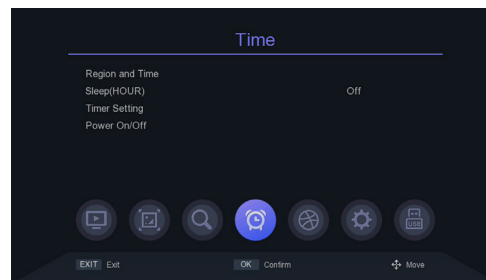 Time
Region and Time
Sleep(HOUR) Off
Timer Setting
Power On/Off
USB
EXIT Exit OK Confirm Move